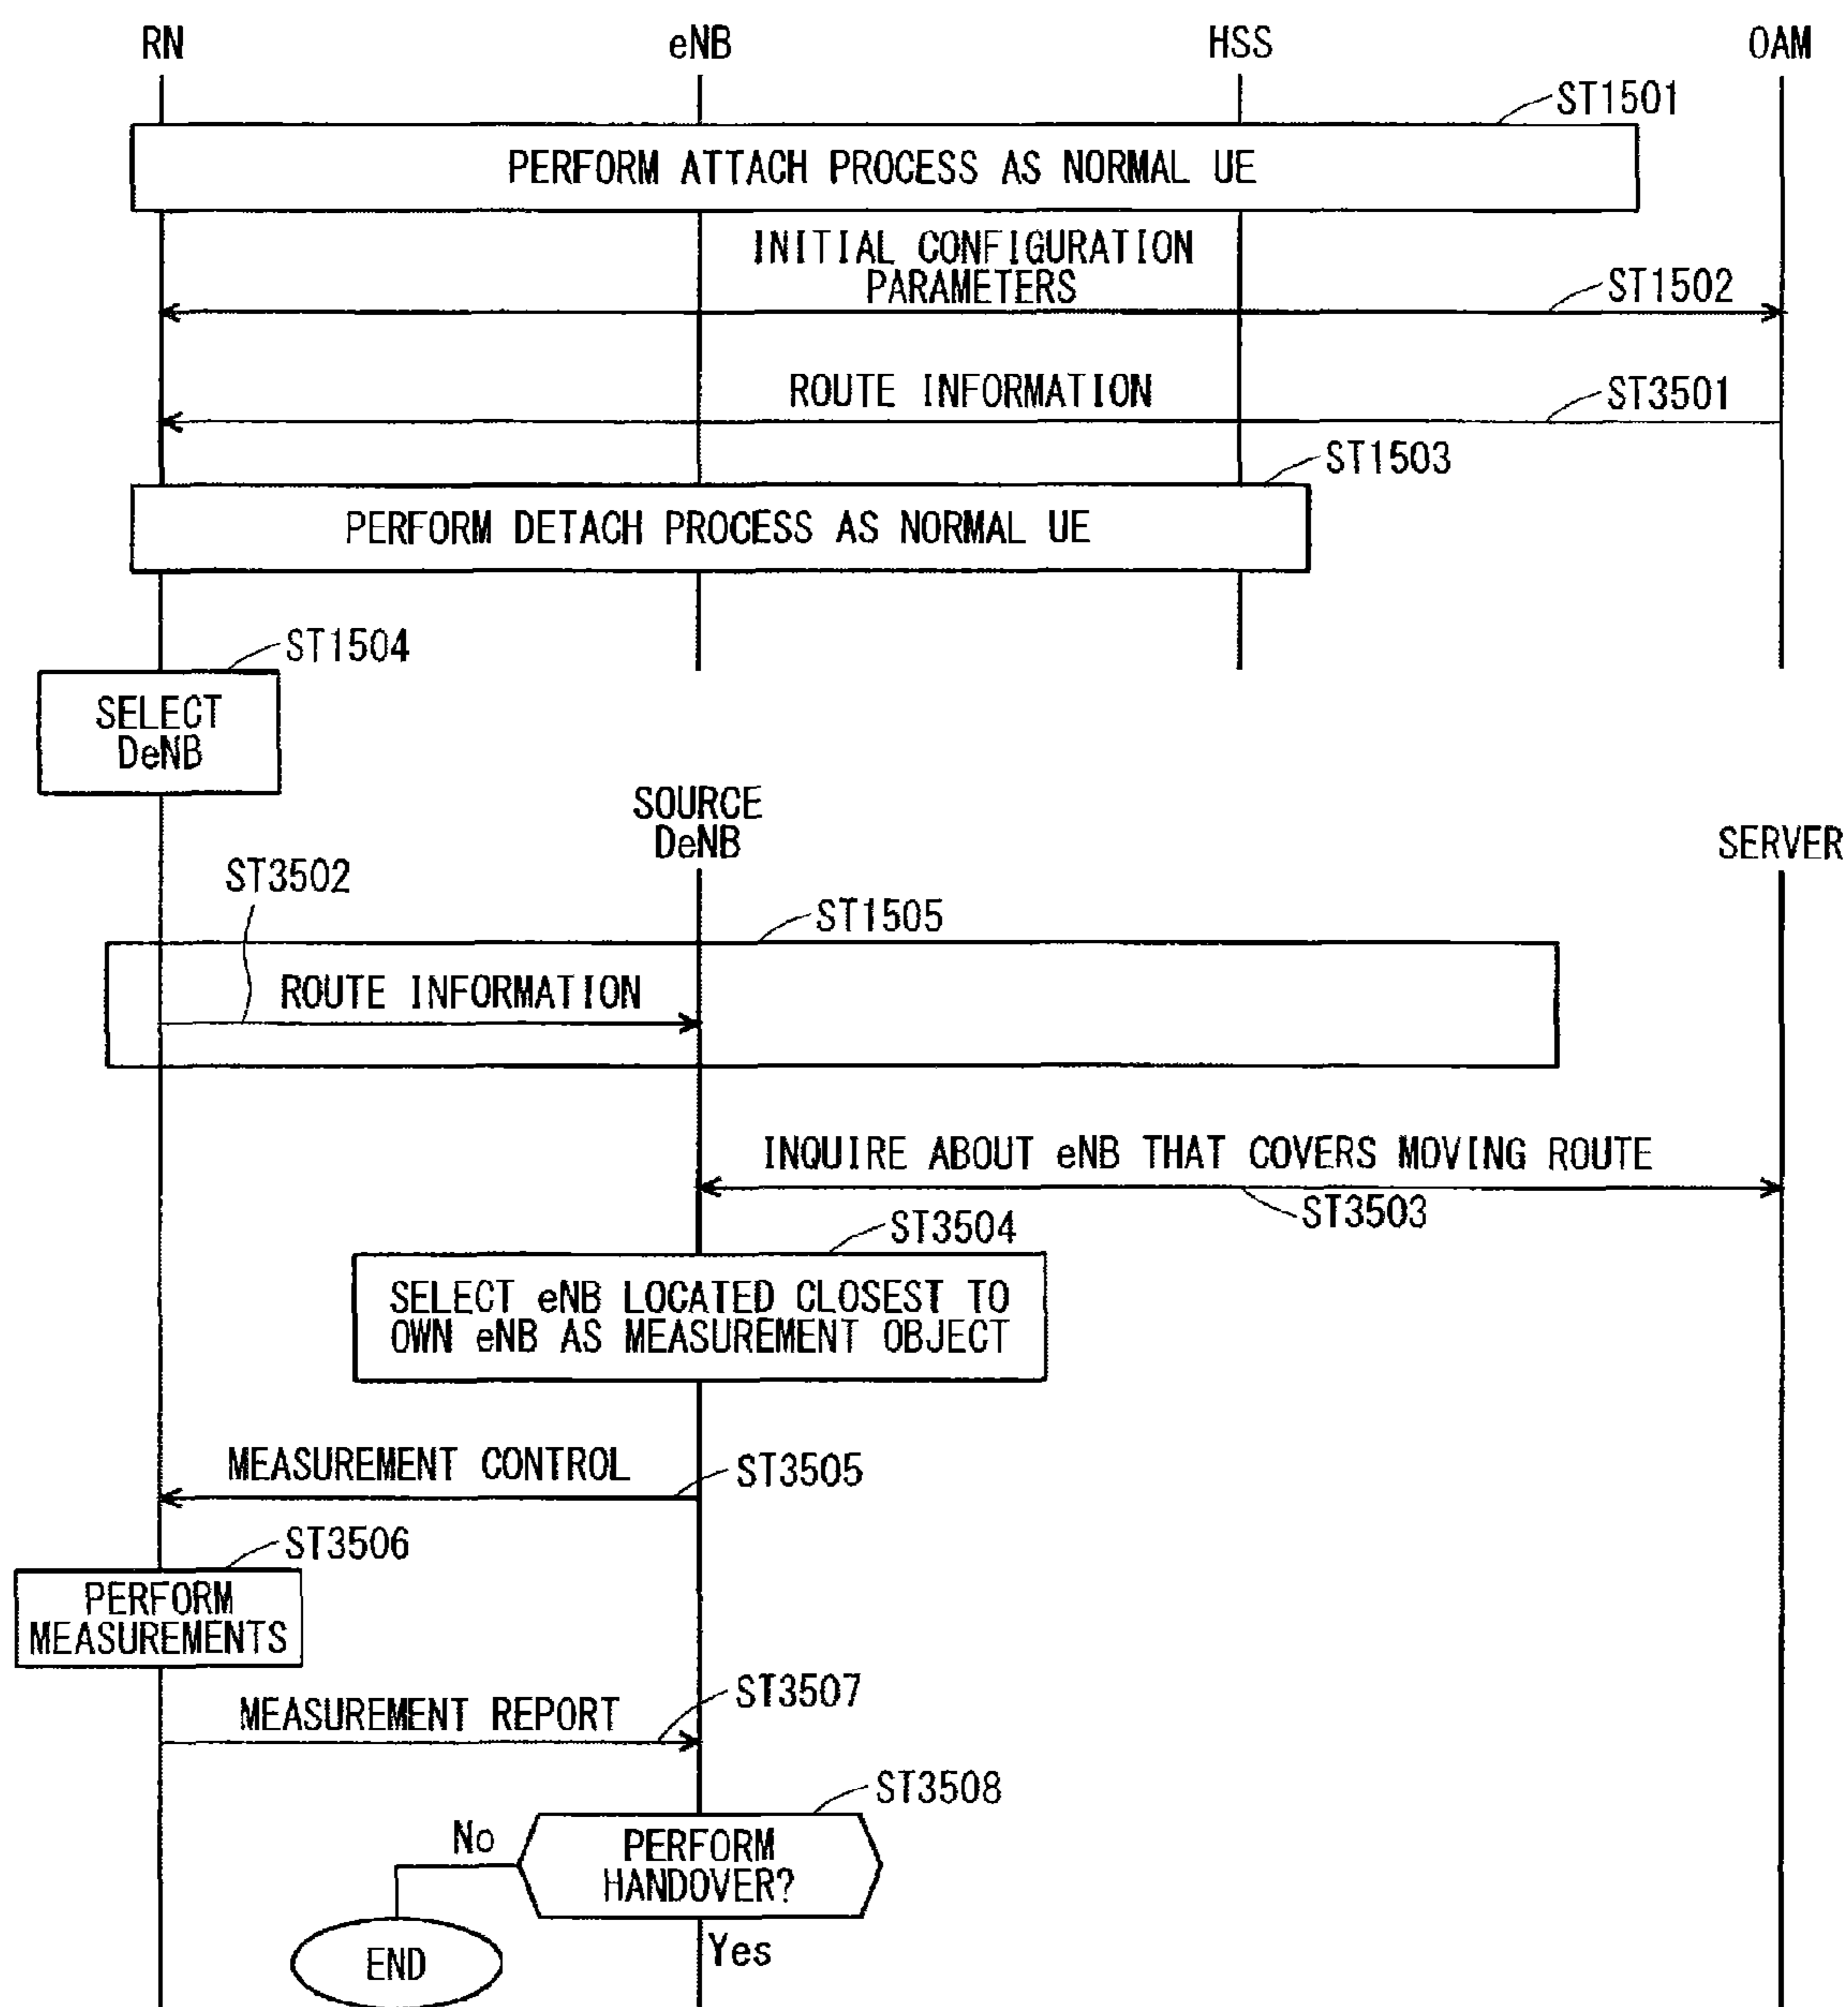 RN eNB HSS OAM
ST1501
PERFORM ATTACH PROCESS AS NORMAL UE
INITIAL CONFIGURATION
PARAMETERS
ST1502
ROUTE INFORMATION
ST3501
ST1503
PERFORM DETACH PROCESS AS NORMAL UE
ST1504
SELECT
DeNB
SOURCE
DeNB
SERVER
ST3502
ST1505
ROUTE INFORMATION
INQUIRE ABOUT eNB THAT COVERS MOVING ROUTE
ST3503
ST3504
SELECT eNB LOCATED CLOSEST TO
OWN eNB AS MEASUREMENT OBJECT
MEASUREMENT CONTROL
ST3505
ST3506
PERFORM
MEASUREMENTS
ST3507
MEASUREMENT REPORT
ST3508
No
PERFORM
HANDOVER?
END
Yes